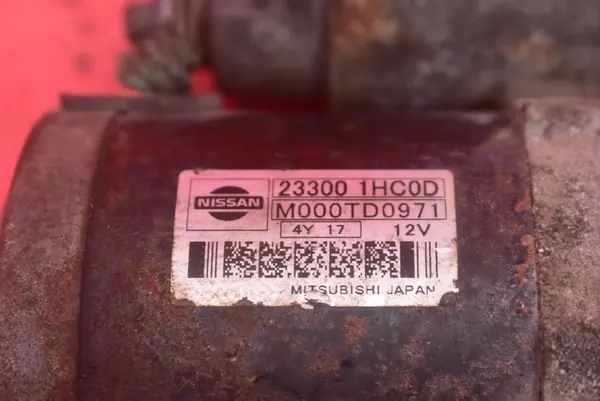 NISSAN
23300 1HC0D
M000TD0971
4Y 17 12V
MITSUBISHI JAPAN